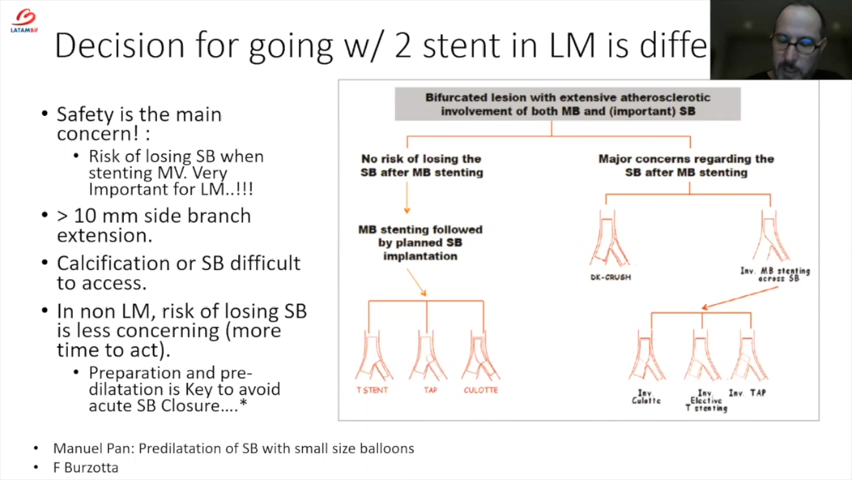 LATAMBif
Decision for going w/ 2 stent in LM is diffe
• Safety is the main
concern! :
• Risk of losing SB when
stenting MV. Very
Important for LM..!!!
• > 10 mm side branch
extension.
• Calcification or SB difficult
to access.
• In non LM, risk of losing SB
is less concerning (more
time to act).
• Preparation and pre-
dilatation is Key to avoid
acute SB Closure....*
• Manuel Pan: Predilatation of SB with small size balloons
• F Burzotta
Bifurcated lesion with extensive atherosclerotic
involvement of both MB and (important) SB
No risk of losing the
SB after MB stenting
MB stenting followed
by planned SB
implantation
T STENT
TAP
CULOTTE
Major concerns regarding the
SB after MB stenting
DK-CRUSH
Inv. MB stenting
across SB
Inv.
Culotte
Inv.
Elective
T stenting
Inv. TAP